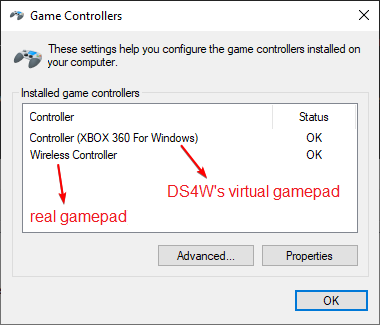 Game Controllers
These settings help you configure the game controllers installed on
your computer.
Installed game controllers
Controller Status
Controller (XBOX 360 For Windows) OK
Wireless Controller OK
DS4W's virtual gamepad
real gamepad
Advanced...
Properties
OK